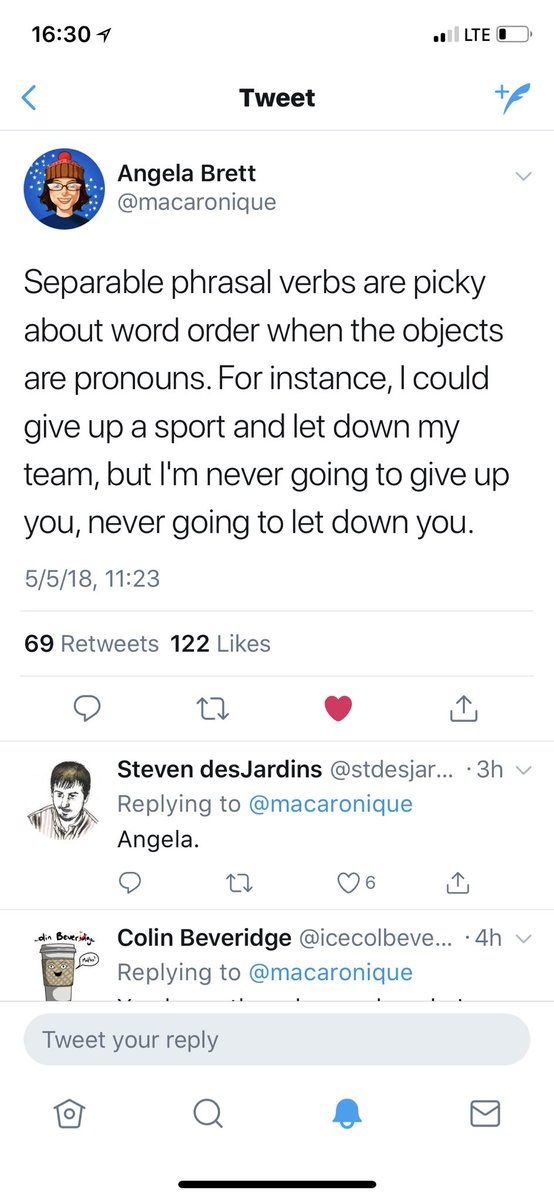 16:30
LTE
Tweet
Angela Brett
@macaronique
Separable phrasal verbs are picky
about word order when the objects
are pronouns. For instance, I could
give up a sport and let down my
team, but I'm never going to give up
you, never going to let down you.
5/5/18, 11:23
69 Retweets 122 Likes
Steven desJardins @stdesjar... · 3h
Replying to @macaronique
Angela.
6
Colin Beveridge @icecolbeve... · 4h
Replying to @macaronique
Tweet your reply